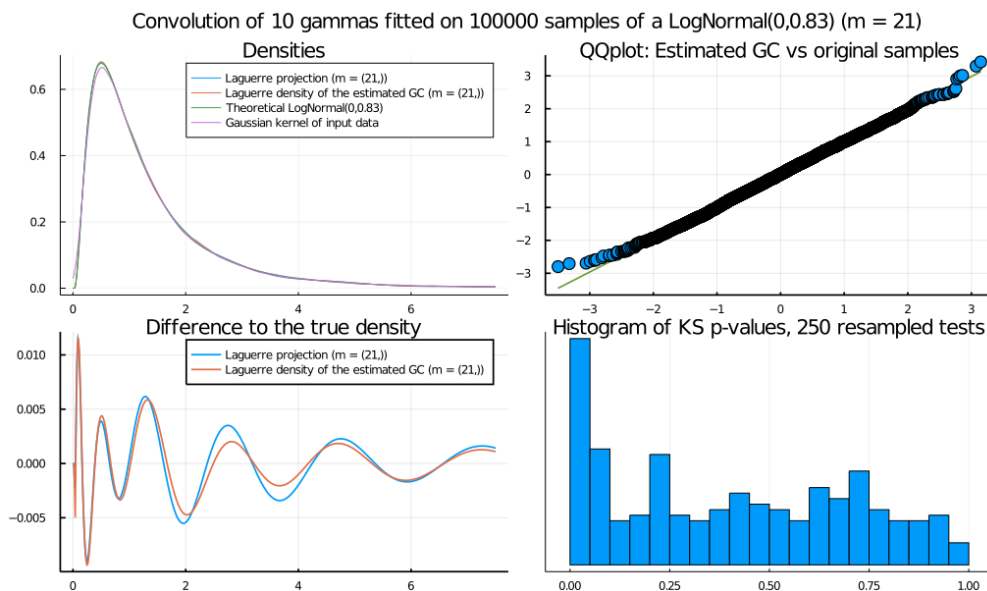 Convolution of 10 gammas fitted on 100000 samples of a LogNormal(0,0.83) (m = 21)
Densities
Laguerre projection (m = (21,))
Laguerre density of the estimated GC (m = (21,))
Theoretical LogNormal(0,0.83)
Gaussian kernel of input data
0.6
0.4
0.2
0.0
0 2 4 6
QQplot: Estimated GC vs original samples
3
2
1
0
−1
−2
−3
−3 −2 −1 0 1 2 3
Difference to the true density
Laguerre projection (m = (21,))
Laguerre density of the estimated GC (m = (21,))
0.010
0.005
0.000
−0.005
0 2 4 6
Histogram of KS p-values, 250 resampled tests
0.00 0.25 0.50 0.75 1.00